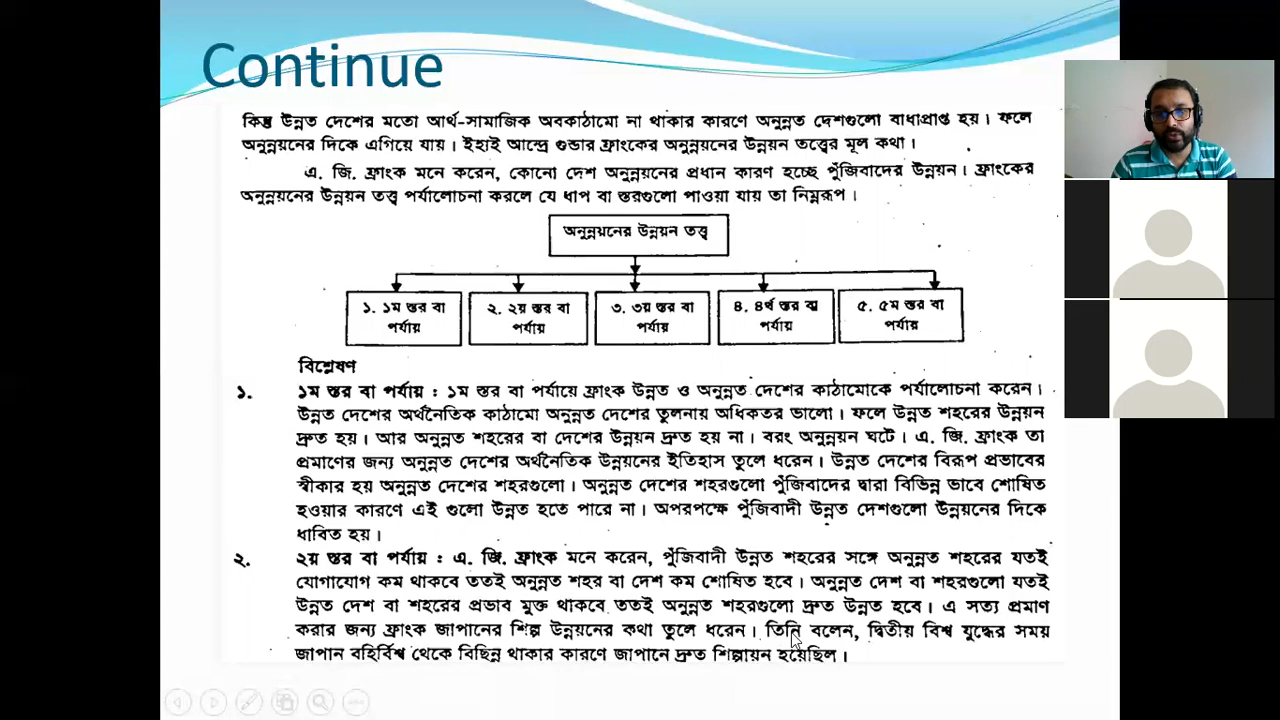 Continue
কিন্তু উন্নত দেশের মতো আর্থ-সামাজিক অবকাঠামো না থাকার কারণে অনুন্নত দেশগুলো বাধাপ্রাপ্ত হয়। ফলে
অনুন্নয়নের দিকে এগিয়ে যায়। ইহাই আন্দ্রে গুন্ডার ফ্রাংকের অনুন্নয়নের উন্নয়ন তত্ত্বের মূল কথা।
এ. জি. ফ্রাংক মনে করেন, কোনো দেশ অনুন্নয়নের প্রধান কারণ হচ্ছে পুঁজিবাদের উন্নয়ন। ফ্রাংকের
অনুন্নয়নের উন্নয়ন তত্ত্ব পর্যালোচনা করলে যে ধাপ বা স্তরগুলো পাওয়া যায় তা নিম্নরূপ।
অনুন্নয়নের উন্নয়ন তত্ত্ব
১. ১ম স্তর বা পর্যায়
২. ২য় স্তর বা পর্যায়
৩. ৩য় স্তর বা পর্যায়
৪. ৪র্থ স্তর বা পর্যায়
৫. ৫ম স্তর বা পর্যায়
বিশ্লেষণ
১. ১ম স্তর বা পর্যায় : ১ম স্তর বা পর্যায়ে ফ্রাংক উন্নত ও অনুন্নত দেশের কাঠামোকে পর্যালোচনা করেন।
উন্নত দেশের অর্থনৈতিক কাঠামো অনুন্নত দেশের তুলনায় অধিকতর ভালো। ফলে উন্নত শহরের উন্নয়ন
দ্রুত হয়। আর অনুন্নত শহরের বা দেশের উন্নয়ন দ্রুত হয় না। বরং অনুন্নয়ন ঘটে। এ. জি. ফ্রাংক তা
প্রমাণের জন্য অনুন্নত দেশের অর্থনৈতিক উন্নয়নের ইতিহাস তুলে ধরেন। উন্নত দেশের বিরূপ প্রভাবের
স্বীকার হয় অনুন্নত দেশের শহরগুলো। অনুন্নত দেশের শহরগুলো পুঁজিবাদের দ্বারা বিভিন্ন ভাবে শোষিত
হওয়ার কারণে এই গুলো উন্নত হতে পারে না। অপরপক্ষে পুঁজিবাদী উন্নত দেশগুলো উন্নয়নের দিকে
ধাবিত হয়।
২. ২য় স্তর বা পর্যায় : এ. জি. ফ্রাংক মনে করেন, পুঁজিবাদী উন্নত শহরের সঙ্গে অনুন্নত শহরের যতই
যোগাযোগ কম থাকবে ততই অনুন্নত শহর বা দেশ কম শোষিত হবে। অনুন্নত দেশ বা শহরগুলো যতই
উন্নত দেশ বা শহরের প্রভাব মুক্ত থাকবে ততই অনুন্নত শহরগুলো দ্রুত উন্নত হবে। এ সত্য প্রমাণ
করার জন্য ফ্রাংক জাপানের শিল্প উন্নয়নের কথা তুলে ধরেন। তিনি বলেন, দ্বিতীয় বিশ্ব যুদ্ধের সময়
জাপান বহির্বিশ্ব থেকে বিছিন্ন থাকার কারণে জাপানে দ্রুত শিল্পায়ন হয়েছিল।